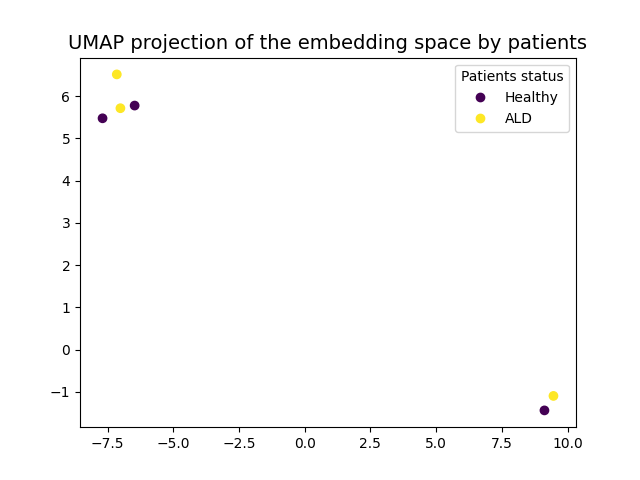 UMAP projection of the embedding space by patients
Patients status
Healthy
ALD
6
5
4
3
2
1
0
−1
−7.5 −5.0 −2.5 0.0 2.5 5.0 7.5 10.0